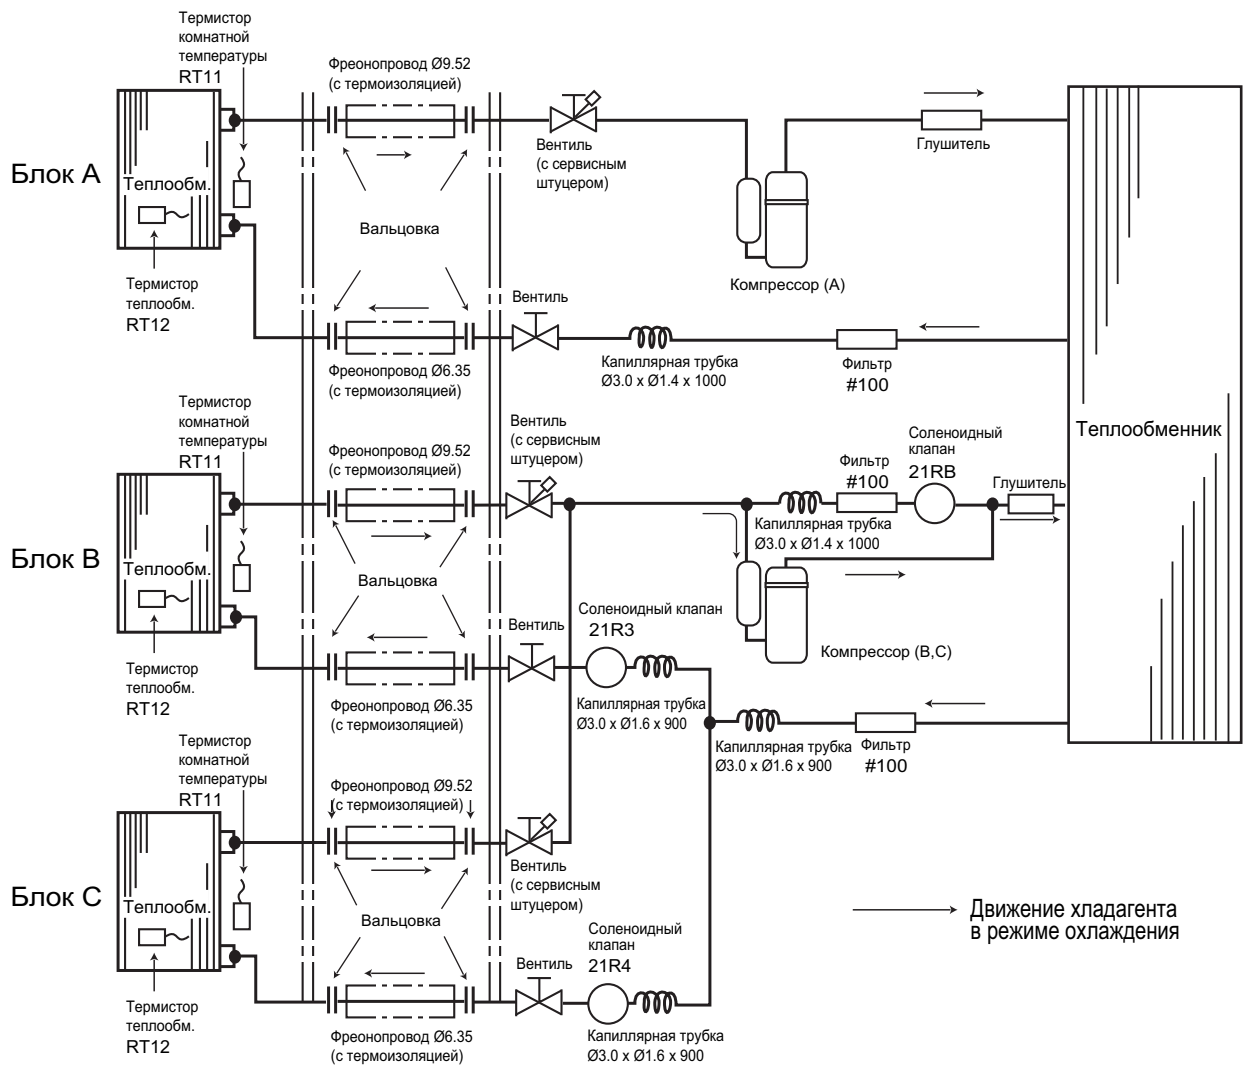 Термистор
комнатной
температуры
RT11
Фреонопровод Ø9.52
(с термоизоляцией)
Вентиль
(с сервисным
штуцером)
Глушитель
Блок A
Теплообм.
Вальцовка
Компрессор (A)
Термистор
теплообм.
RT12
Вентиль
Фреонопровод Ø6.35
(с термоизоляцией)
Капиллярная трубка
Ø3.0 x Ø1.4 x 1000
Фильтр
#100
Теплообменник
Термистор
комнатной
температуры
RT11
Фреонопровод Ø9.52
(с термоизоляцией)
Вентиль
(с сервисным
штуцером)
Фильтр
#100
Соленоидный
клапан
21RB
Глушитель
Капиллярная трубка
Ø3.0 x Ø1.4 x 1000
Блок B
Теплообм.
Вальцовка
Вентиль
Соленоидный клапан
21R3
Компрессор (B,C)
Термистор
теплообм.
RT12
Фреонопровод Ø6.35
(с термоизоляцией)
Капиллярная трубка
Ø3.0 x Ø1.6 x 900
Капиллярная трубка
Ø3.0 x Ø1.6 x 900
Фильтр
#100
Термистор
комнатной
температуры
RT11
Фреонопровод Ø9.52
(с термоизоляцией)
Вентиль
(с сервисным
штуцером)
Блок C
Теплообм.
Вальцовка
Вентиль
Соленоидный
клапан
21R4
Термистор
теплообм.
RT12
Фреонопровод Ø6.35
(с термоизоляцией)
Капиллярная трубка
Ø3.0 x Ø1.6 x 900
Движение хладагента
в режиме охлаждения